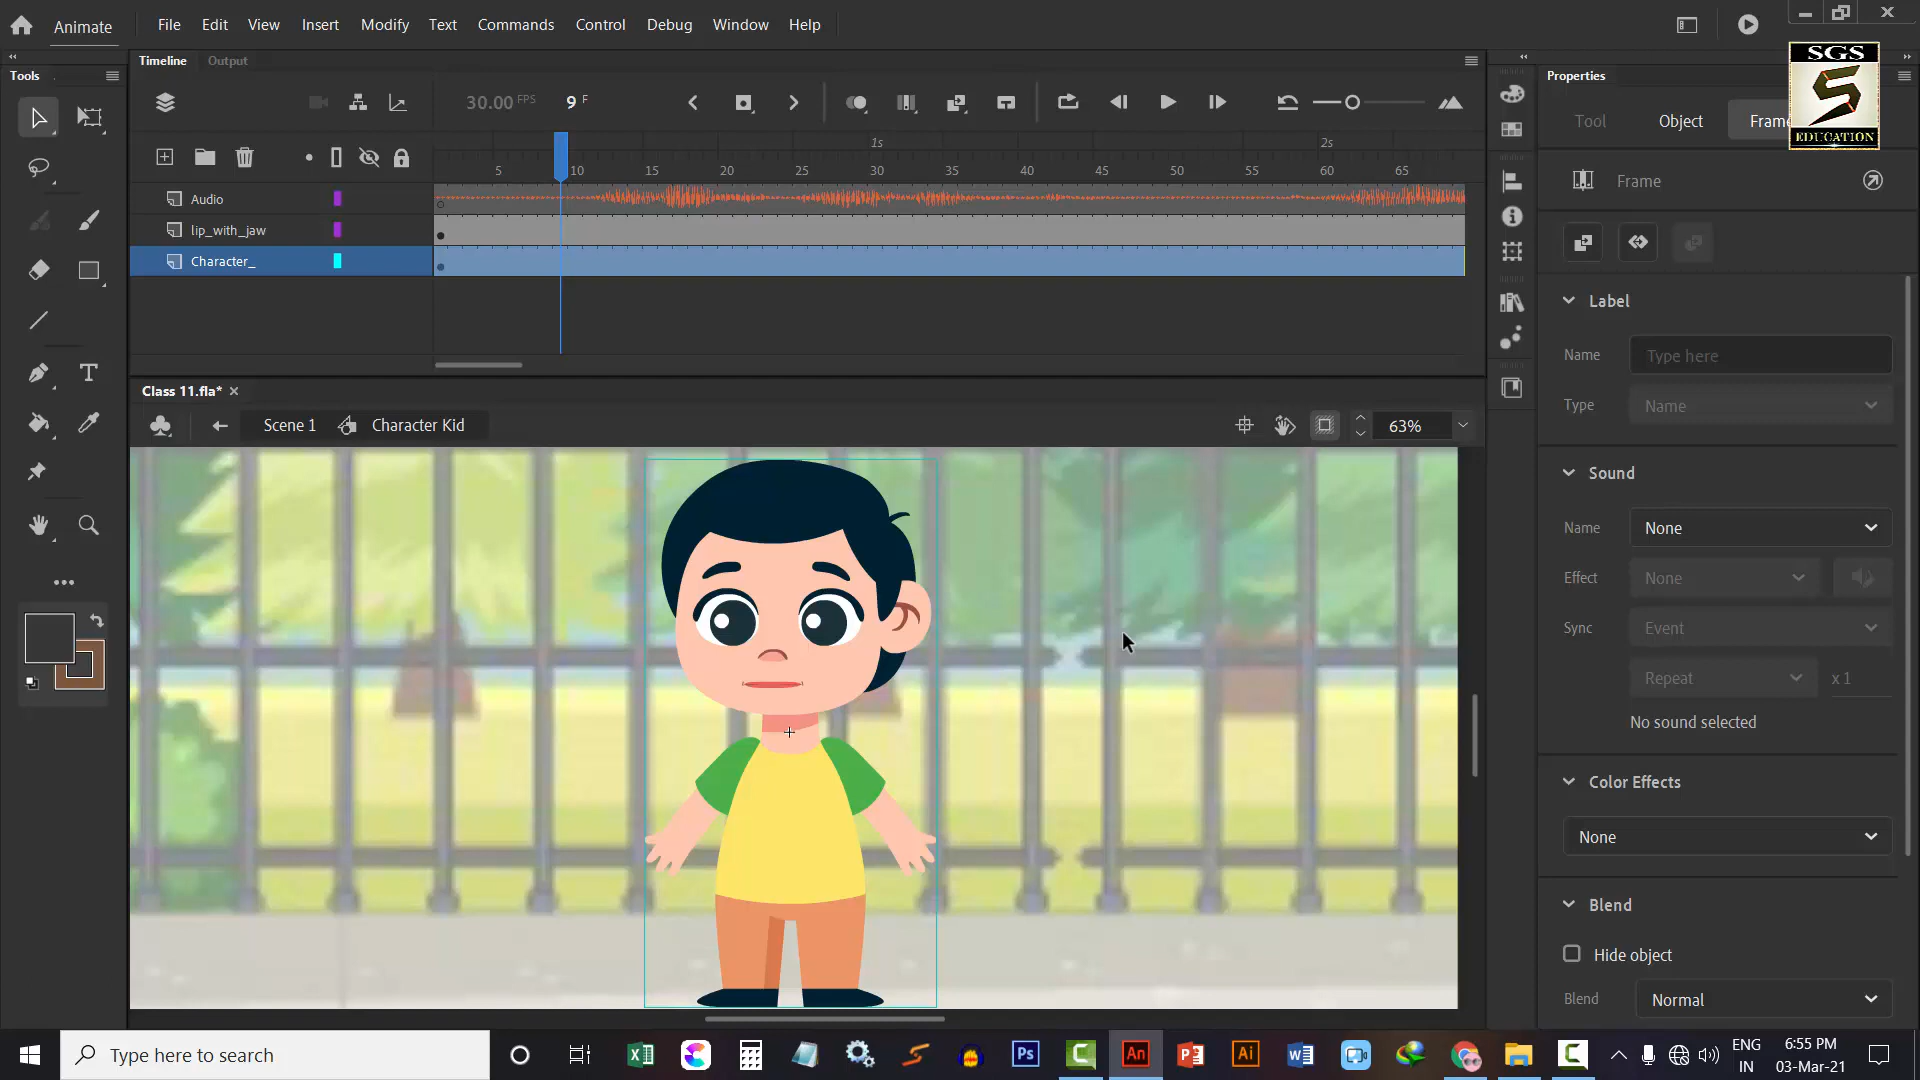 Animate
File
Edit
View
Insert
Modify
Text
Commands
Control
Debug
Window
Help
Tools
Timeline
Output
30.00 FPS
9 F
1s
2s
5 10 15 20 25 30 35 40 45 50 55 60 65
Audio
lip_with_jaw
Character_
Class 11.fla*
Scene 1
Character Kid
63%
SGS
EDUCATION
Properties
Tool
Object
Frame
Label
Name
Type here
Type
Name
Sound
Name
None
Effect
None
Sync
Event
Repeat
x 1
No sound selected
Color Effects
None
Blend
Hide object
Blend
Normal
Type here to search
Ps
An
Ai
ENG
IN
6:55 PM
03-Mar-21